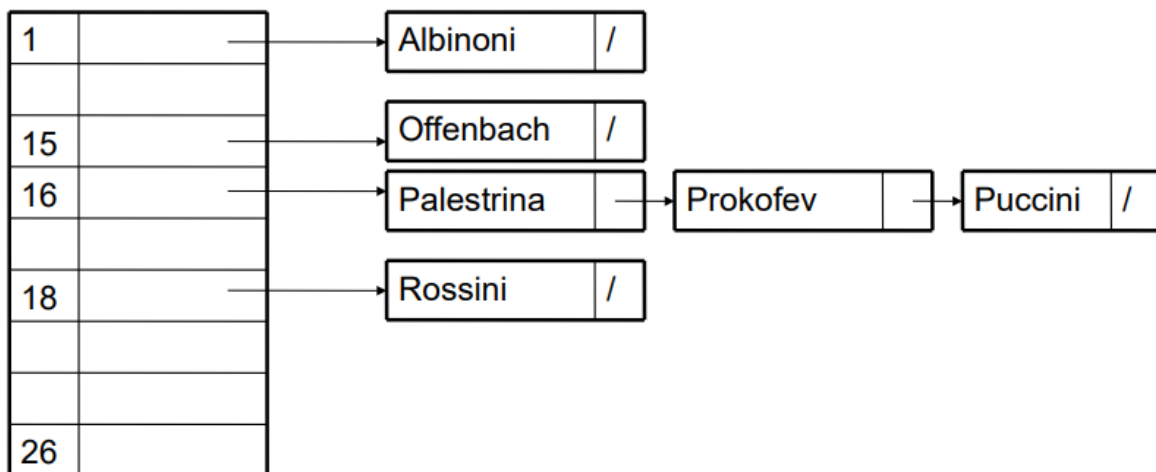 1 Albinoni /
15 Offenbach /
16 Palestrina Prokofev Puccini /
18 Rossini /
26